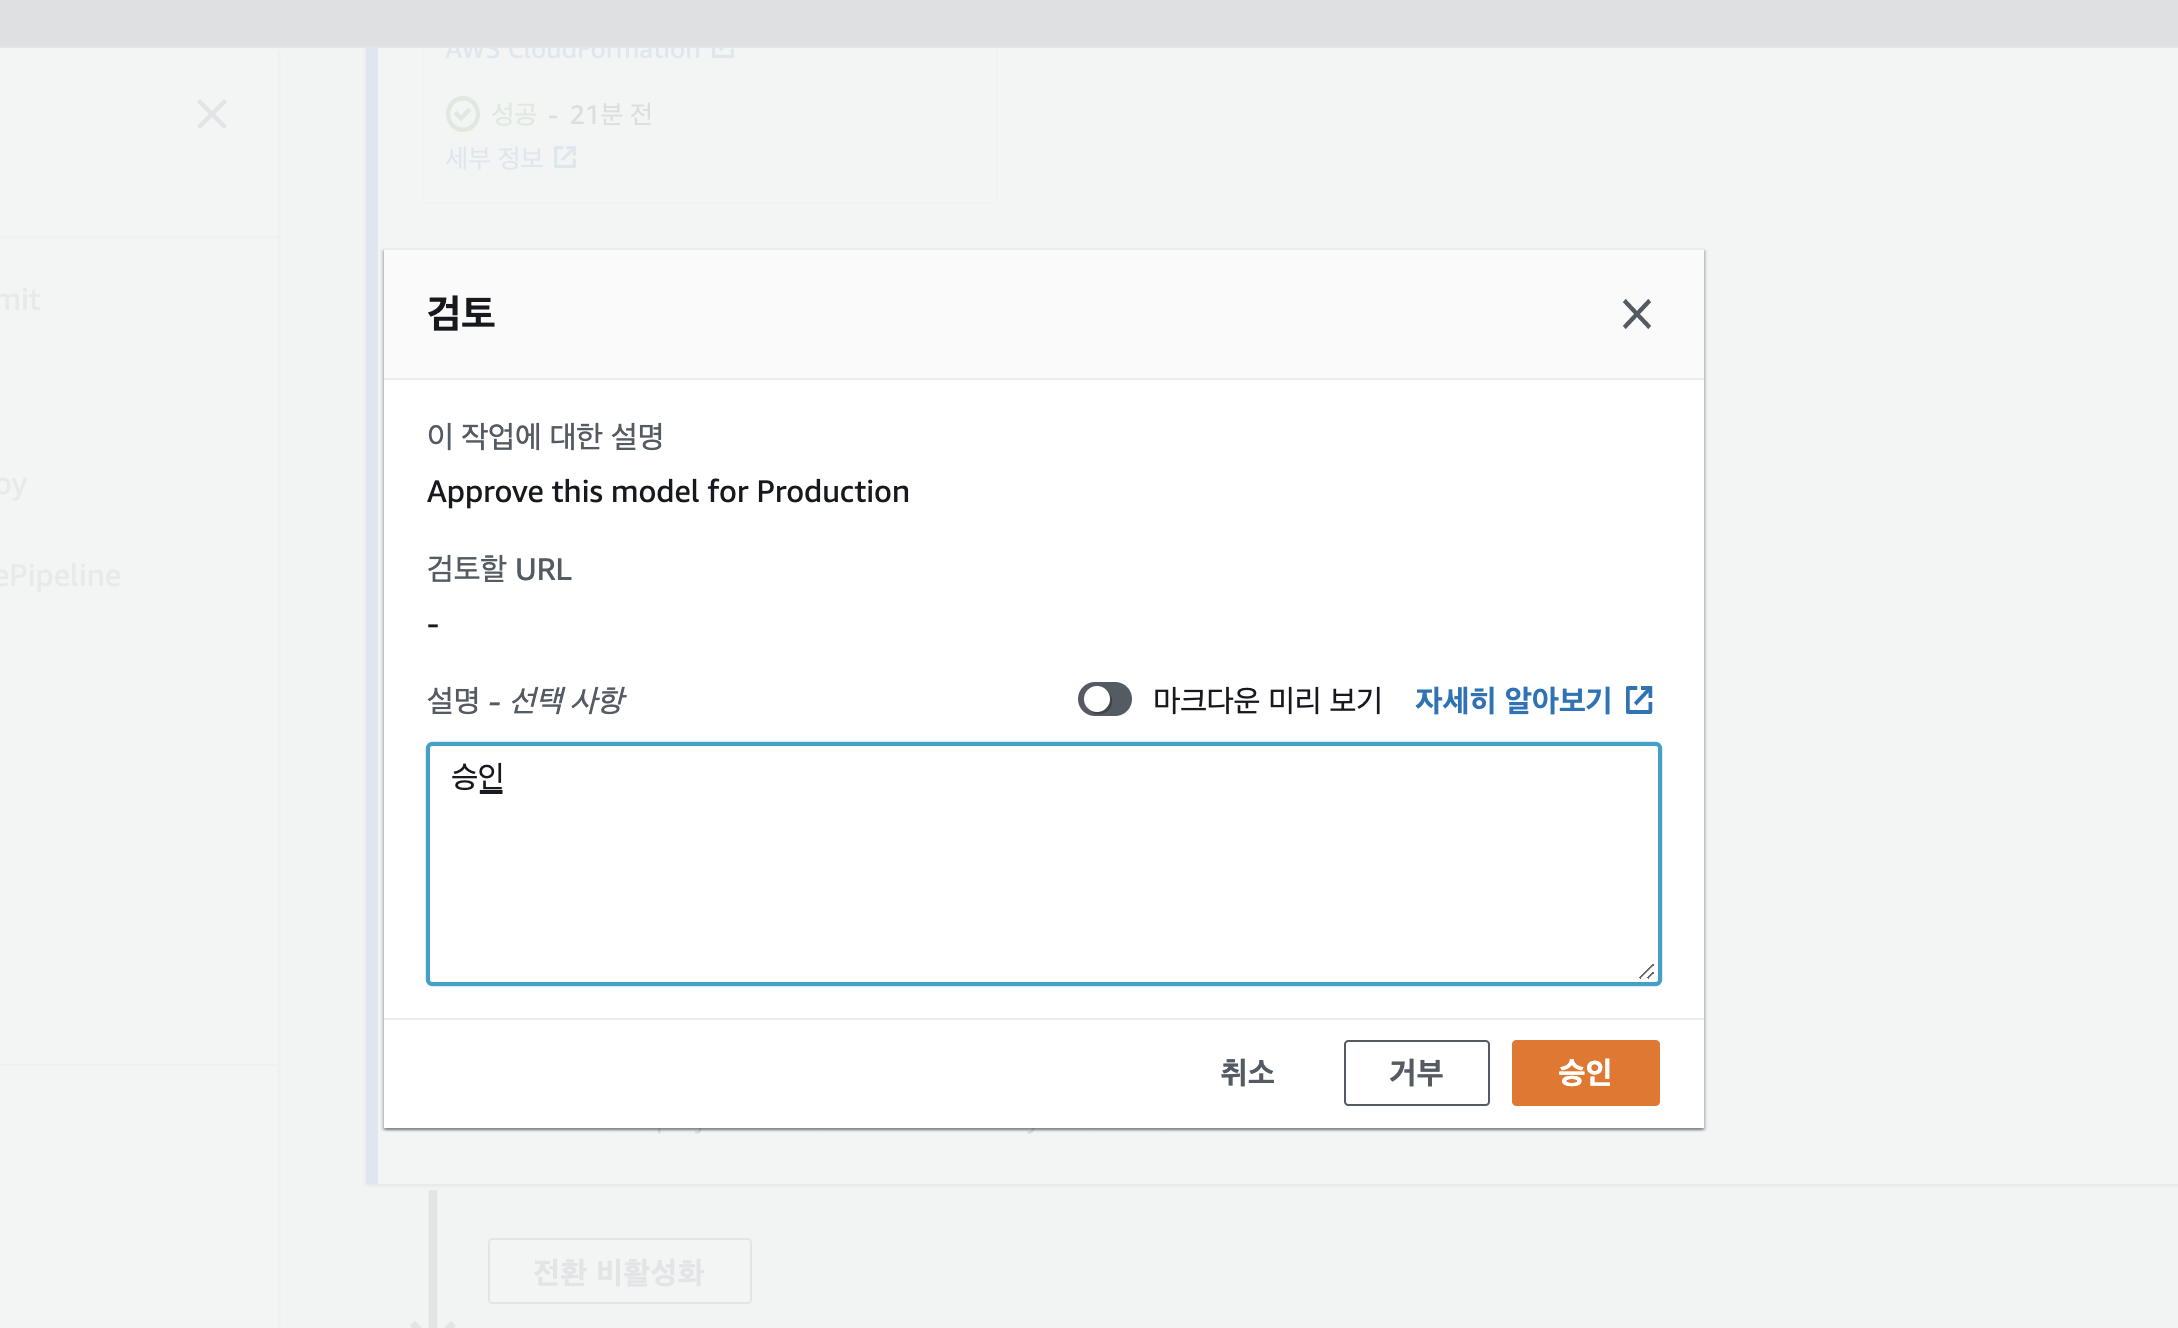 AWS CloudFormation
성공 - 21분 전
세부 정보
mit
oy
ePipeline
검토
이 작업에 대한 설명
Approve this model for Production
검토할 URL
-
설명 - 선택 사항
마크다운 미리 보기
자세히 알아보기
승인
취소
거부
승인
전환 비활성화